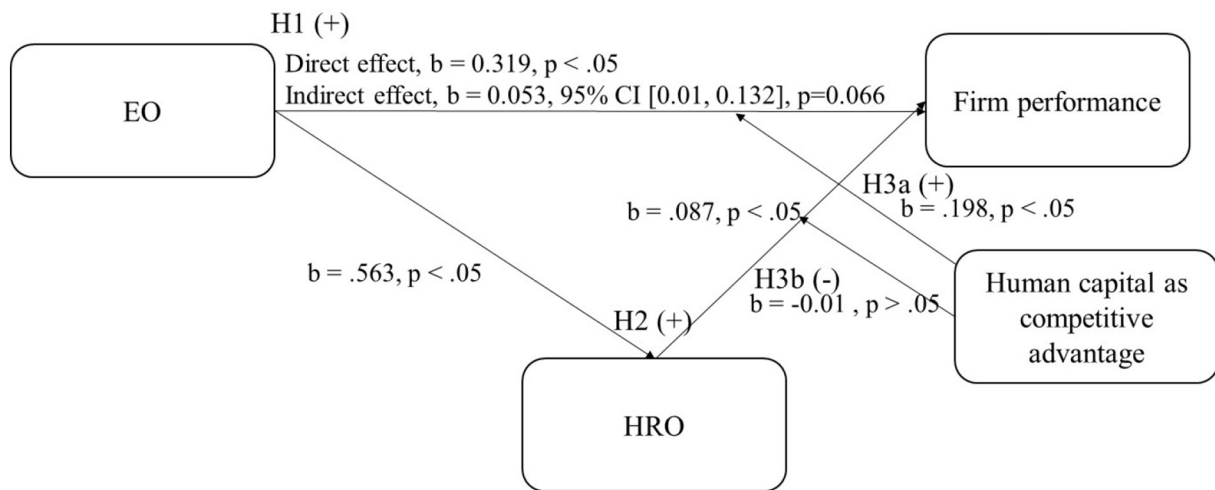 H1 (+)
Direct effect, b = 0.319, p < .05
Indirect effect, b = 0.053, 95% CI [0.01, 0.132], p=0.066
EO
Firm performance
H3a (+)
b = .087, p < .05
b = .198, p < .05
b = .563, p < .05
H3b (-)
b = -0.01 , p > .05
H2 (+)
Human capital as
competitive
advantage
HRO